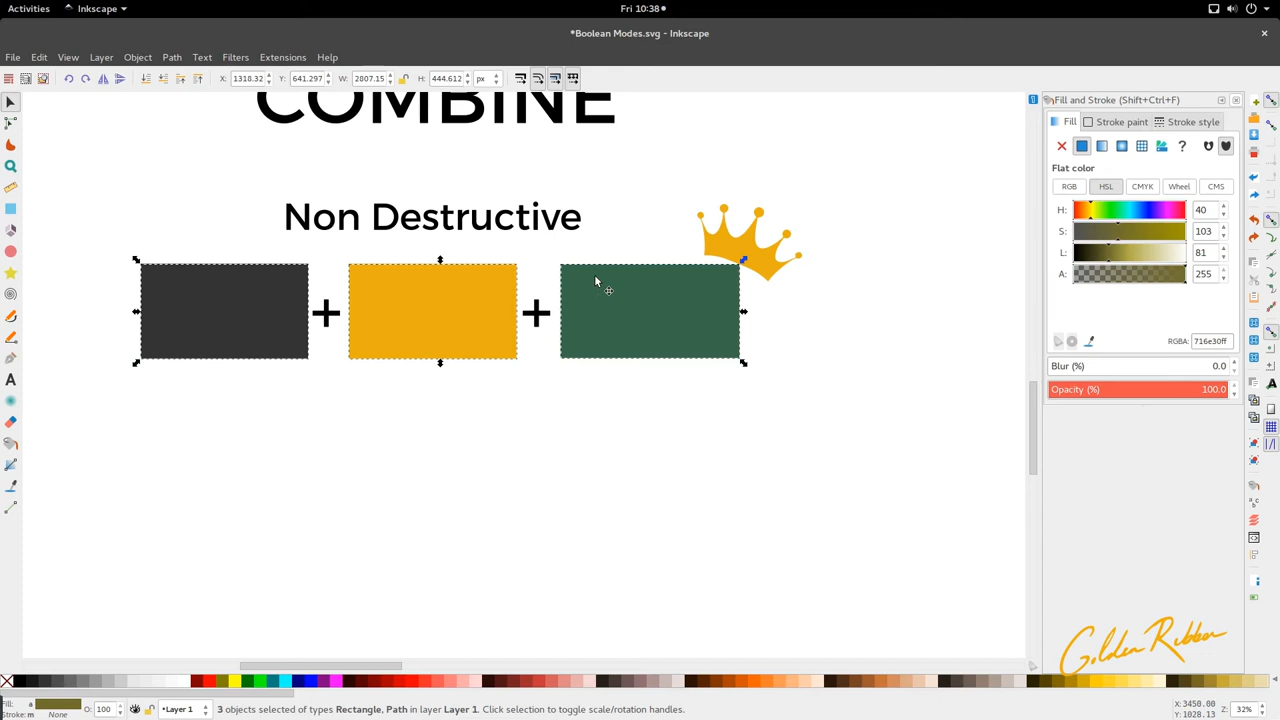 Activities
Inkscape
Fri 10:38
*Boolean Modes.svg - Inkscape
File Edit View Layer Object Path Text Filters Extensions Help
X: 1318.32 Y: 641.297 W: 2807.15 H: 444.612 px
COMBINE
Non Destructive
+ +
Fill and Stroke (Shift+Ctrl+F)
Fill Stroke paint Stroke style
?
Flat color
RGB HSL CMYK Wheel CMS
H: 40
S: 103
L: 81
A: 255
RGBA: 716e30ff
Blur (%) 0.0
Opacity (%) 100.0
A
Golden Ribbon
Fill: a
Stroke: m None
O: 100
•Layer 1
3 objects selected of types Rectangle, Path in layer Layer 1. Click selection to toggle scale/rotation handles.
X: 3450.00
Y: 1028.13
Z: 32%